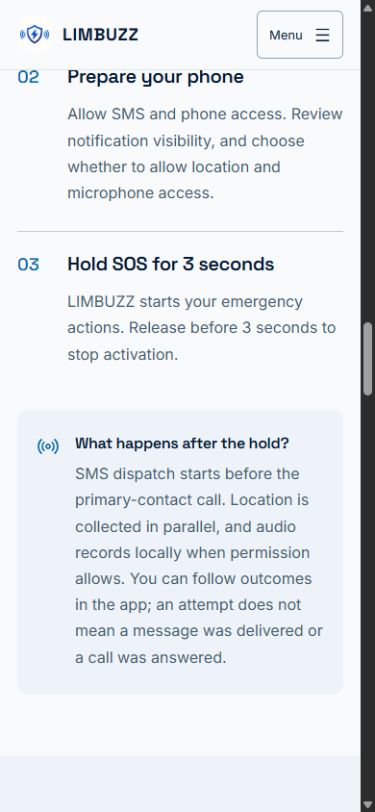 LIMBUZZ
Menu
02 Prepare your phone
Allow SMS and phone access. Review
notification visibility, and choose
whether to allow location and
microphone access.
03 Hold SOS for 3 seconds
LIMBUZZ starts your emergency
actions. Release before 3 seconds to
stop activation.
What happens after the hold?
SMS dispatch starts before the
primary-contact call. Location is
collected in parallel, and audio
records locally when permission
allows. You can follow outcomes
in the app; an attempt does not
mean a message was delivered or
a call was answered.